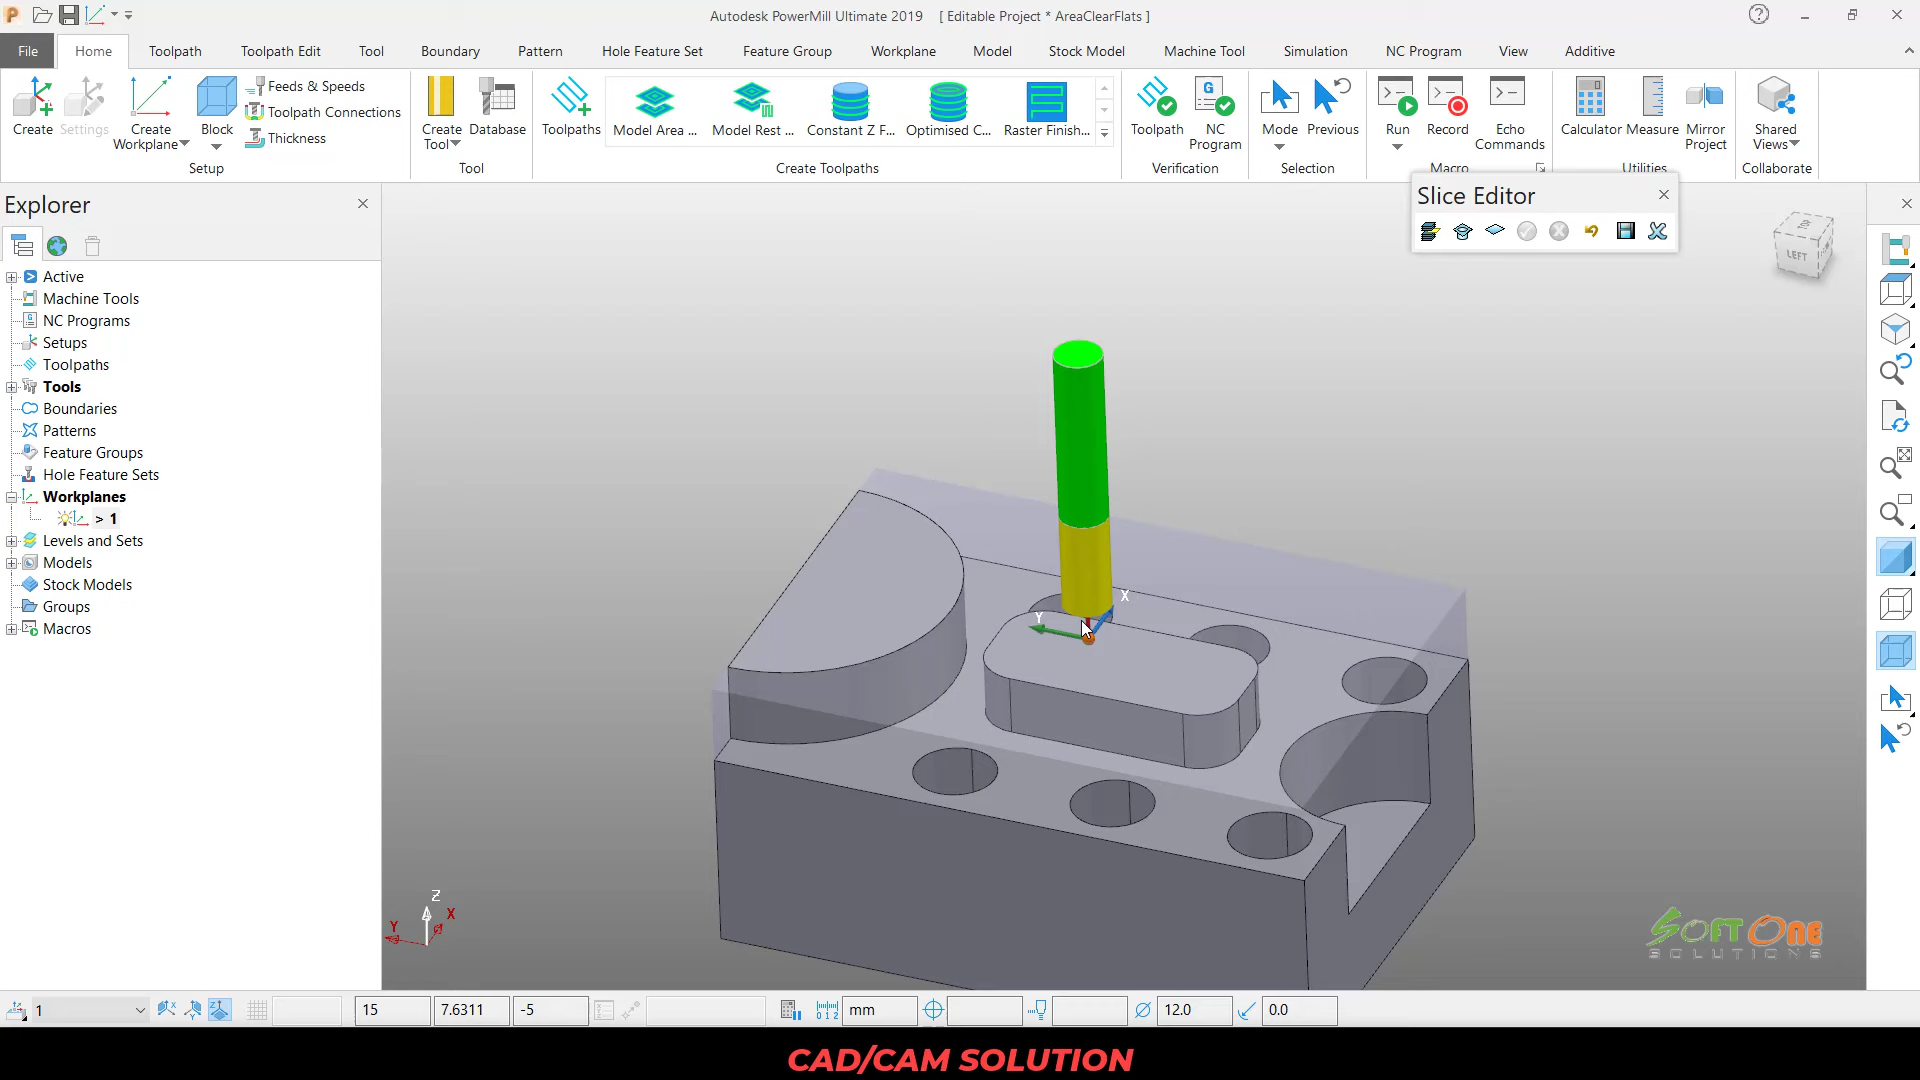 Autodesk PowerMill Ultimate 2019 [ Editable Project * AreaClearFlats ]
File Home Toolpath Toolpath Edit Tool Boundary Pattern Hole Feature Set Feature Group Workplane Model Stock Model Machine Tool Simulation NC Program View Additive
Create
Settings
Create
Workplane
Block
Feeds & Speeds
Toolpath Connections
Thickness
Create
Tool
Database
Toolpaths
Model Area ...
Model Rest ...
Constant Z F...
Optimised C...
Raster Finish...
Toolpath
NC
Program
Mode
Previous
Run
Record
Echo
Commands
Calculator
Measure
Mirror
Project
Shared
Views
Setup
Tool
Create Toolpaths
Verification
Selection
Macro
Utilities
Collaborate
Explorer
Slice Editor
Active
Machine Tools
NC Programs
Setups
Toolpaths
Tools
Boundaries
Patterns
Feature Groups
Hole Feature Sets
Workplanes
> 1
Levels and Sets
Models
Stock Models
Groups
Macros
LEFT
X
Y
Z
X
Y
SOFTONE
SOLUTIONS
1
15
7.6311
-5
mm
12.0
0.0
CAD/CAM SOLUTION